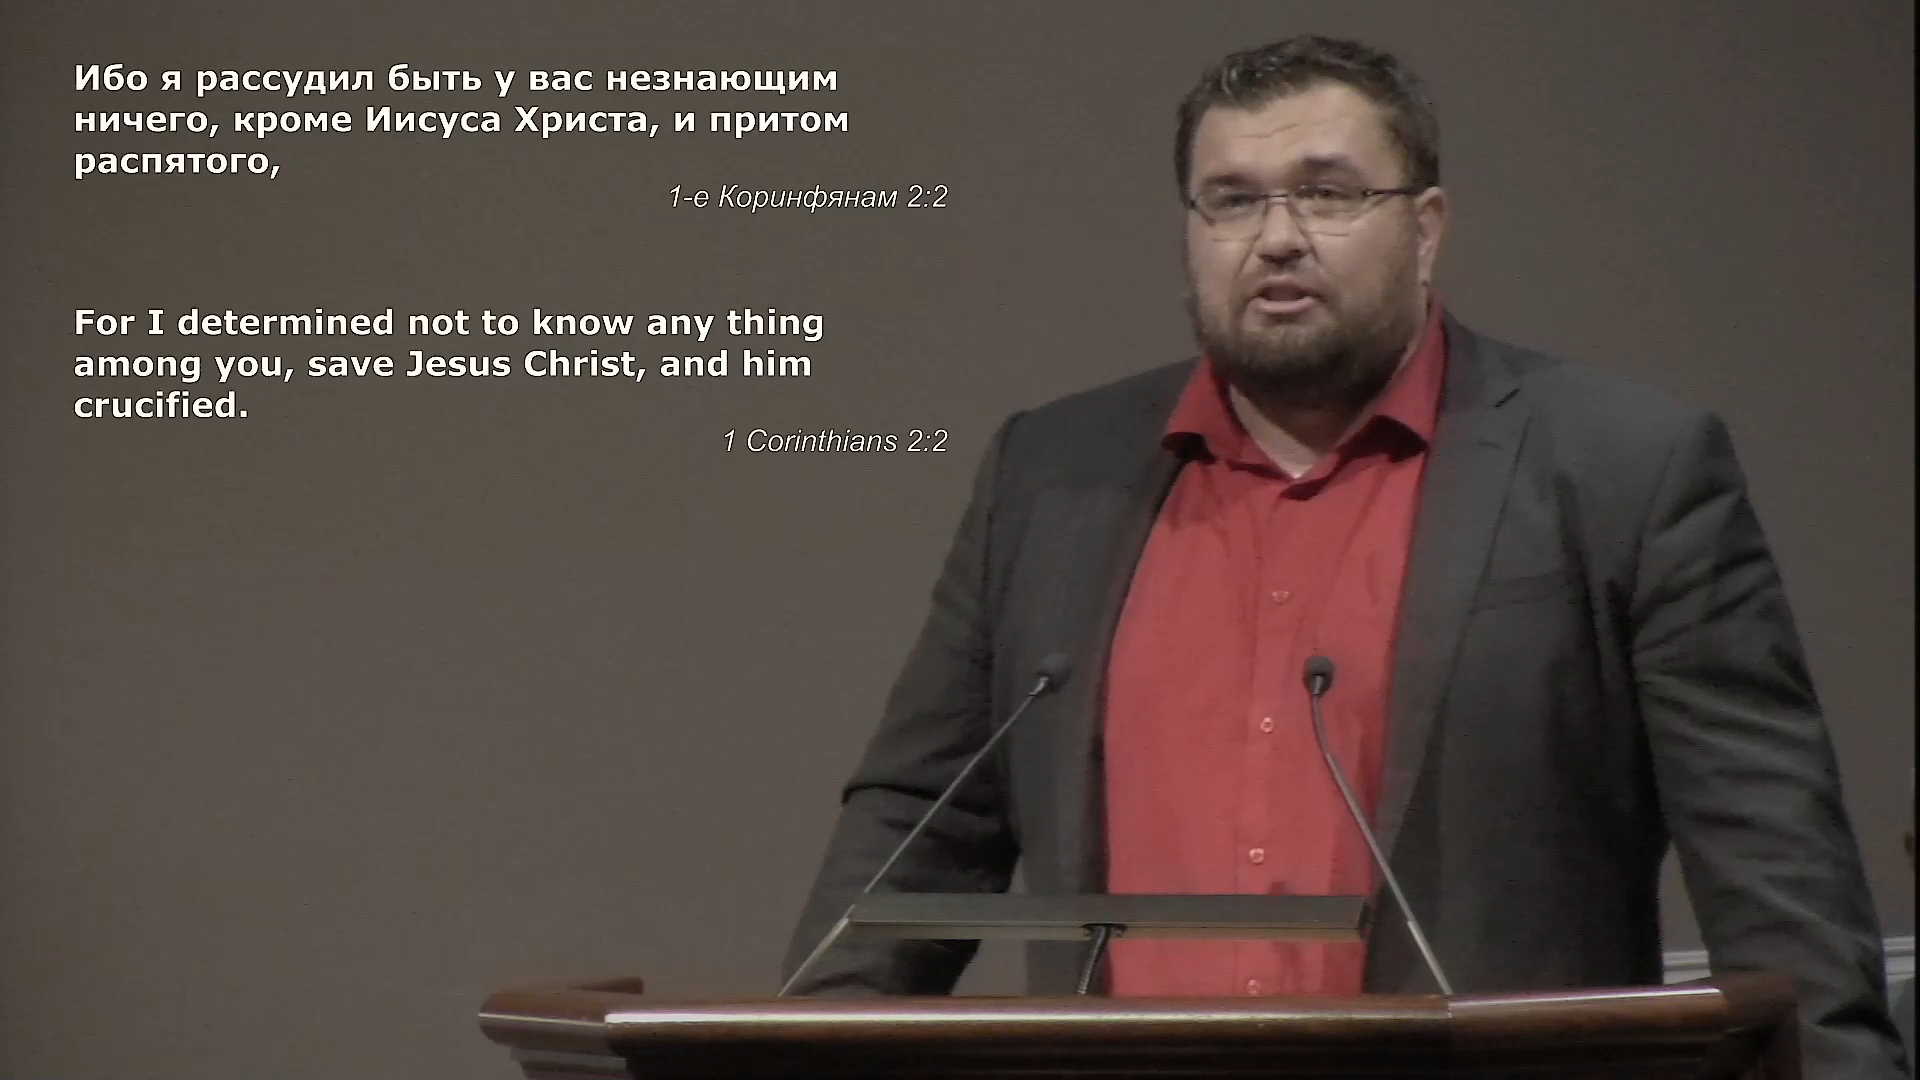 Ибо я рассудил быть у вас незнающим
ничего, кроме Иисуса Христа, и притом
распятого,
1-е Коринфянам 2:2
For I determined not to know any thing
among you, save Jesus Christ, and him
crucified.
1 Corinthians 2:2